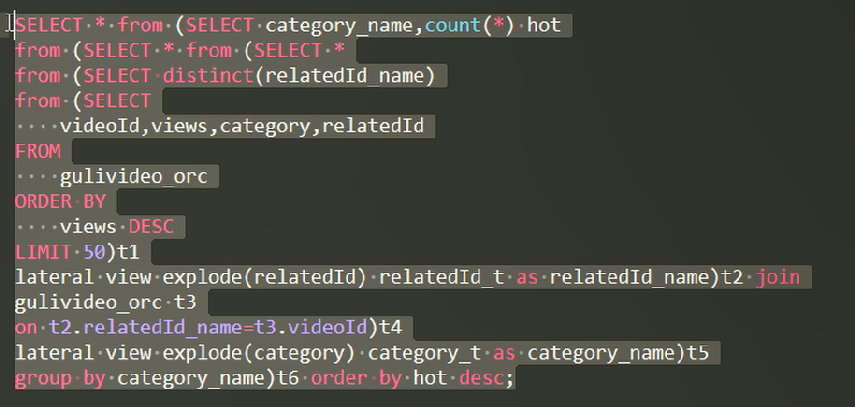 SELECT * from (SELECT category_name,count(*) hot
from (SELECT * from (SELECT *
from (SELECT distinct(relatedId_name)
from (SELECT
    videoId,views,category,relatedId
FROM
    gulivideo_orc
ORDER BY
    views DESC
LIMIT 50)t1
lateral view explode(relatedId) relatedId_t as relatedId_name)t2 join
gulivideo_orc t3
on t2.relatedId_name=t3.videoId)t4
lateral view explode(category) category_t as category_name)t5
group by category_name)t6 order by hot desc;